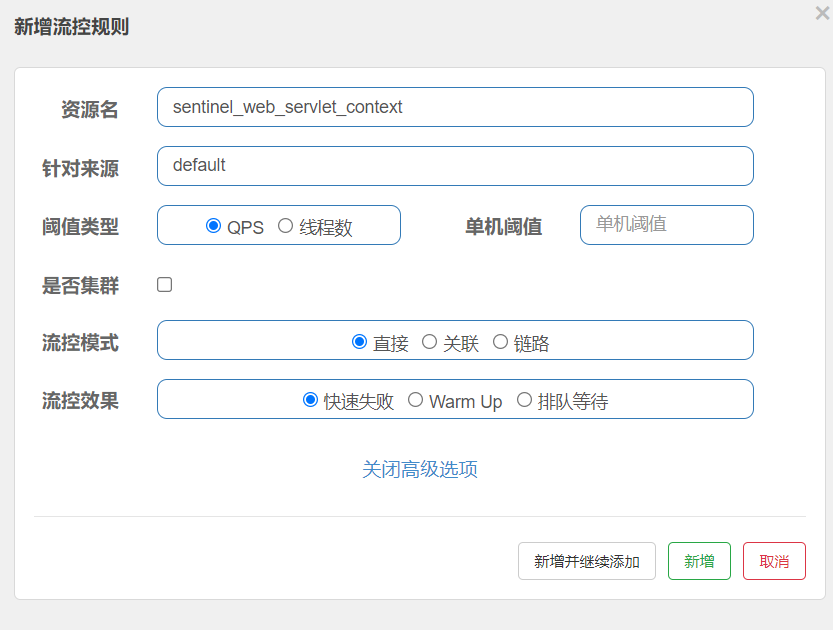 新增流控规则
资源名 sentinel_web_servlet_context
针对来源 default
阈值类型 QPS 线程数 单机阈值 单机阈值
是否集群
流控模式 直接 关联 链路
流控效果 快速失败 Warm Up 排队等待
关闭高级选项
新增并继续添加 新增 取消